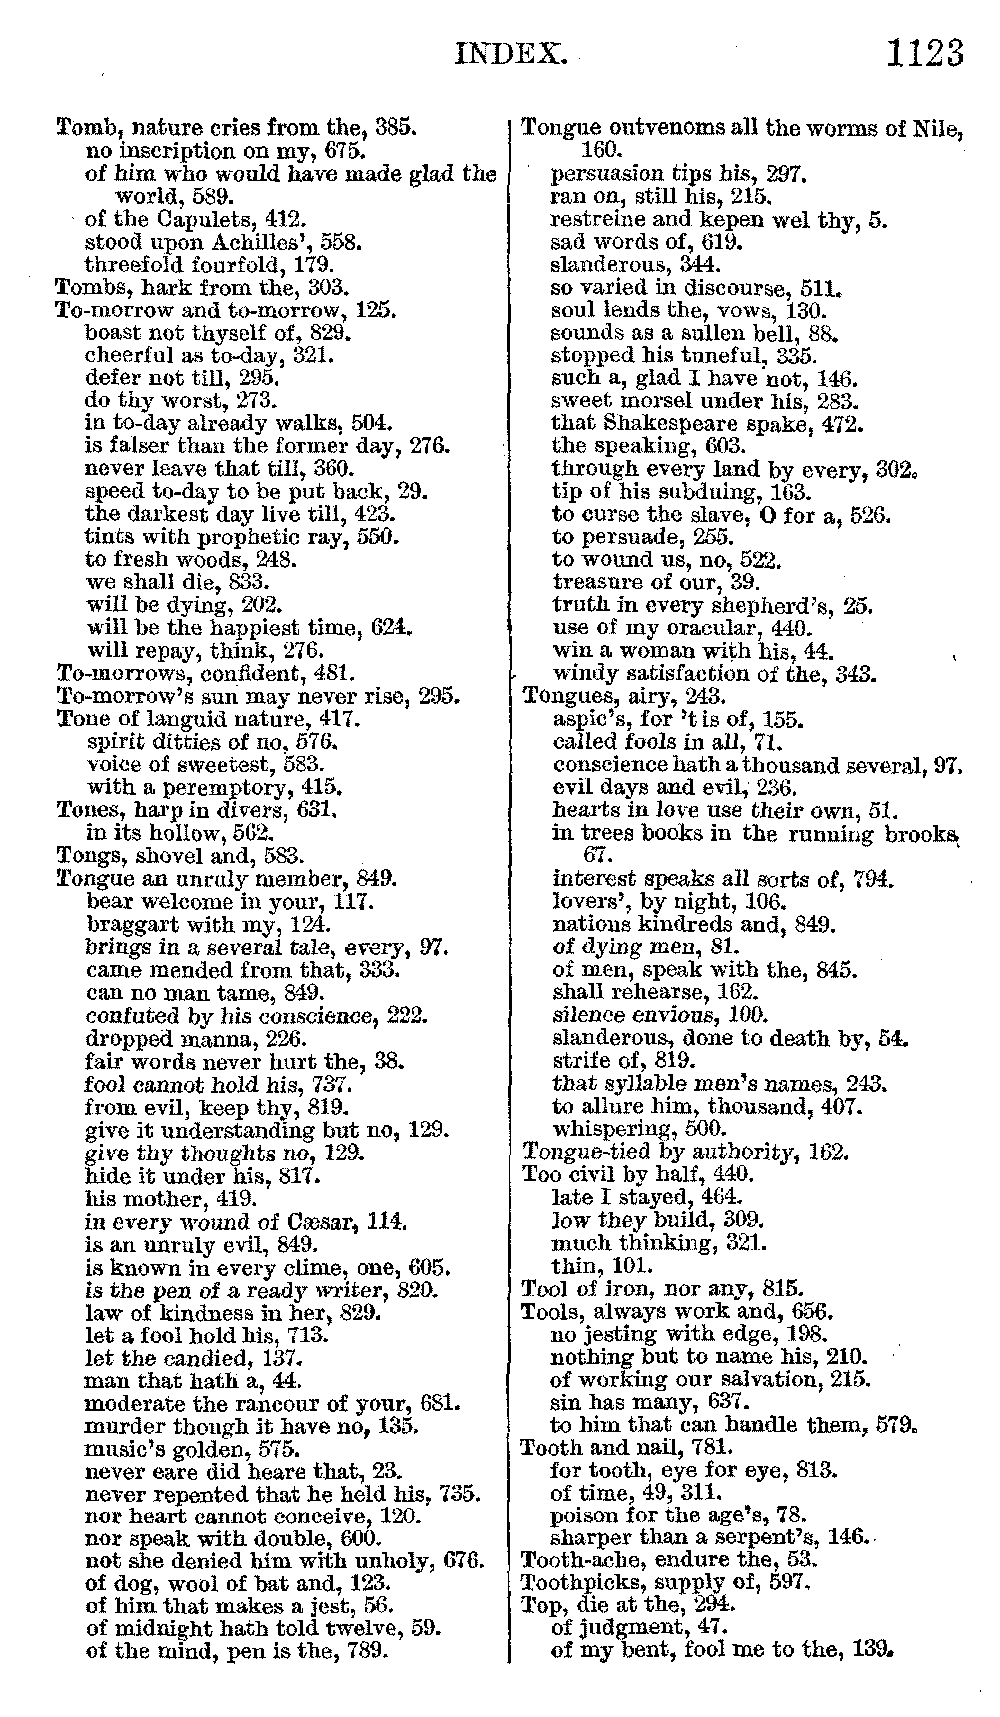 INDEX. 1123
Tomb, nature cries from the, 385.
no inscription on my, 675.
of him who would have made glad the
world, 589.
of the Capulets, 412.
stood upon Achilles', 558.
threefold fourfold, 179.
Tombs, hark from the, 303.
To-morrow and to-morrow, 125.
boast not thyself of, 829.
cheerful as to-day, 321.
defer not till, 295.
do thy worst, 273.
in to-day already walks, 504.
is falser than the former day, 276.
never leave that till, 360.
speed to-day to be put back, 29.
the darkest day live till, 423.
tints with prophetic ray, 550.
to fresh woods, 248.
we shall die, 833.
will be dying, 202.
will be the happiest time, 624.
will repay, think, 276.
To-morrows, confident, 481.
To-morrow's sun may never rise, 295.
Tone of languid nature, 417.
spirit ditties of no, 576.
voice of sweetest, 583.
with a peremptory, 415.
Tones, harp in divers, 631.
in its hollow, 562.
Tongs, shovel and, 583.
Tongue an unruly member, 849.
bear welcome in your, 117.
braggart with my, 124.
brings in a several tale, every, 97.
came mended from that, 333.
can no man tame, 849.
confuted by his conscience, 222.
dropped manna, 226.
fair words never hurt the, 38.
fool cannot hold his, 737.
from evil, keep thy, 819.
give it understanding but no, 129.
give thy thoughts no, 129.
hide it under his, 817.
his mother, 419.
in every wound of Cæsar, 114.
is an unruly evil, 849.
is known in every clime, one, 605.
is the pen of a ready writer, 820.
law of kindness in her, 829.
let a fool hold his, 713.
let the candied, 137.
man that hath a, 44.
moderate the rancour of your, 681.
murder though it have no, 135.
music's golden, 575.
never eare did heare that, 23.
never repented that he held his, 735.
nor heart cannot conceive, 120.
nor speak with double, 600.
not she denied him with unholy, 676.
of dog, wool of bat and, 123.
of him that makes a jest, 56.
of midnight hath told twelve, 59.
of the mind, pen is the, 789.
Tongue outvenoms all the worms of Nile,
160.
persuasion tips his, 297.
ran on, still his, 215.
restreine and kepen wel thy, 5.
sad words of, 619.
slanderous, 344.
so varied in discourse, 511.
soul lends the, vows, 130.
sounds as a sullen bell, 88.
stopped his tuneful, 335.
such a, glad I have not, 146.
sweet morsel under his, 283.
that Shakespeare spake, 472.
the speaking, 603.
through every land by every, 302.
tip of his subduing, 163.
to curse the slave, O for a, 526.
to persuade, 255.
to wound us, no, 522.
treasure of our, 39.
truth in every shepherd's, 25.
use of my oracular, 440.
win a woman with his, 44.
windy satisfaction of the, 343.
Tongues, airy, 243.
aspic's, for 't is of, 155.
called fools in all, 71.
conscience hath a thousand several, 97.
evil days and evil, 236.
hearts in love use their own, 51.
in trees books in the running brooks,
67.
interest speaks all sorts of, 794.
lovers', by night, 106.
nations kindreds and, 849.
of dying men, 81.
of men, speak with the, 845.
shall rehearse, 162.
silence envious, 100.
slanderous, done to death by, 54.
strife of, 819.
that syllable men's names, 243.
to allure him, thousand, 407.
whispering, 500.
Tongue-tied by authority, 162.
Too civil by half, 440.
late I stayed, 464.
low they build, 309.
much thinking, 321.
thin, 101.
Tool of iron, nor any, 815.
Tools, always work and, 656.
no jesting with edge, 198.
nothing but to name his, 210.
of working our salvation, 215.
sin has many, 637.
to him that can handle them, 579.
Tooth and nail, 781.
for tooth, eye for eye, 813.
of time, 49, 311.
poison for the age's, 78.
sharper than a serpent's, 146.
Tooth-ache, endure the, 53.
Toothpicks, supply of, 597.
Top, die at the, 294.
of judgment, 47.
of my bent, fool me to the, 139.